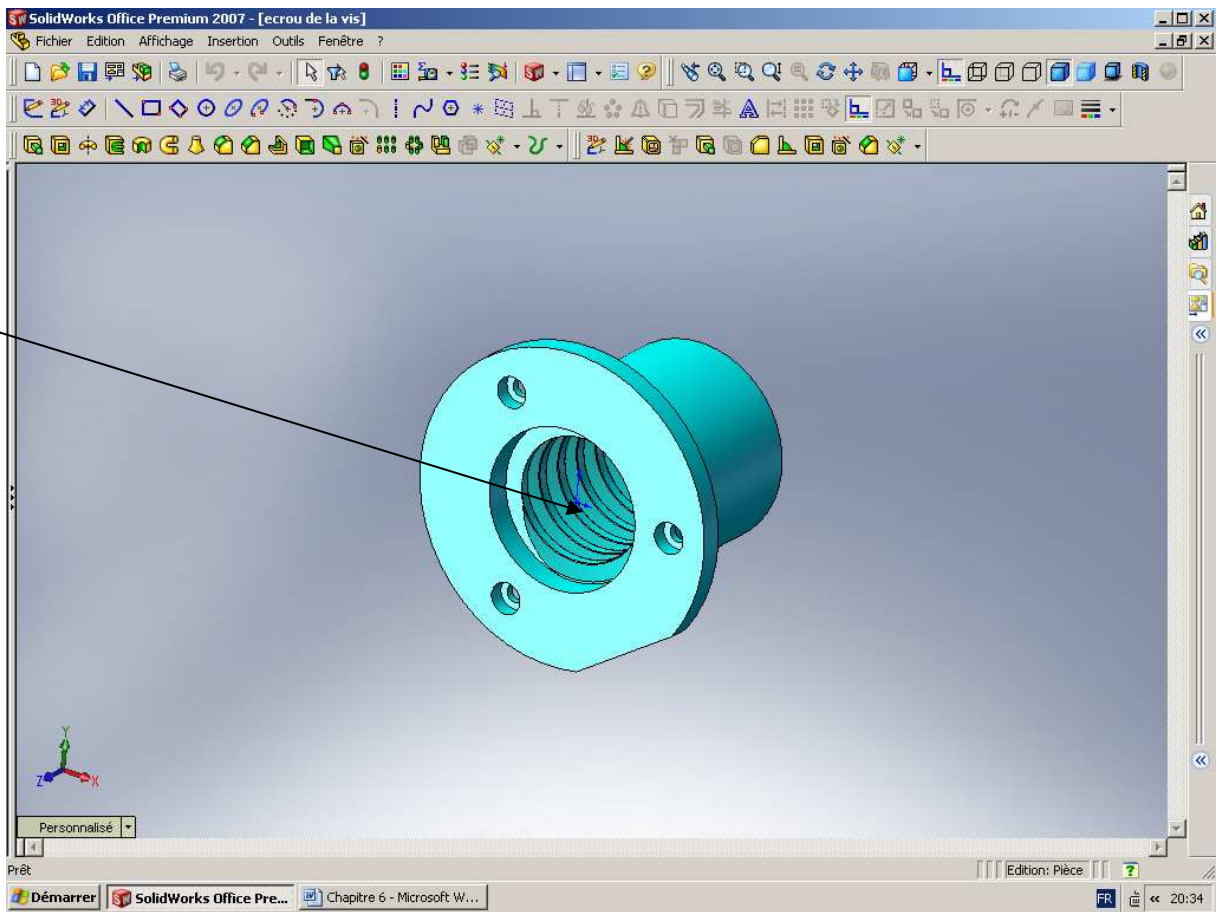 SolidWorks Office Premium 2007 - [ecrou de la vis]
Fichier Edition Affichage Insertion Outils Fenêtre ?
Y
Z X
Personnalisé
Prêt Edition: Pièce ?
Démarrer SolidWorks Office Pre... Chapitre 6 - Microsoft W... FR « 20:34